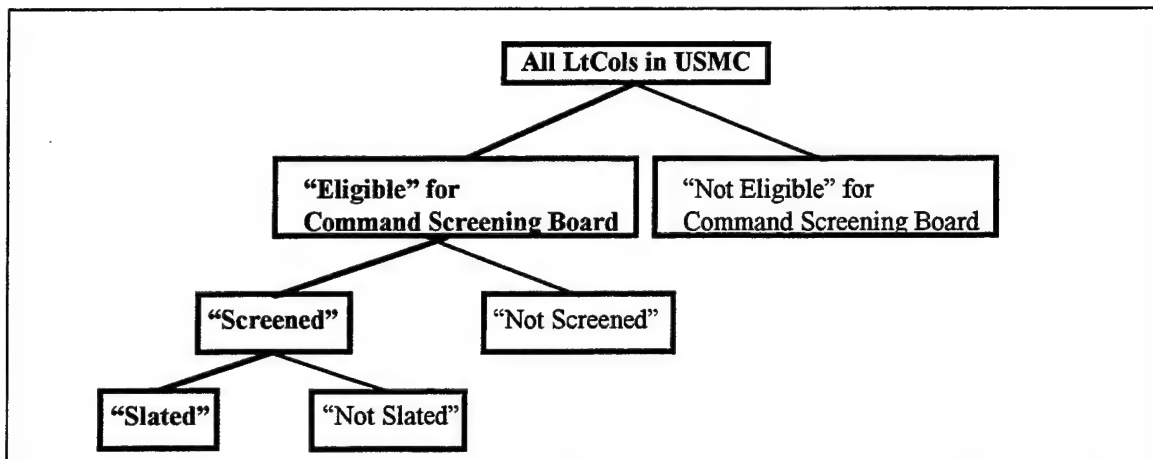 All LtCols in USMC
“Eligible” for
Command Screening Board
“Not Eligible” for
Command Screening Board
“Screened”
“Not Screened”
“Slated”
“Not Slated”